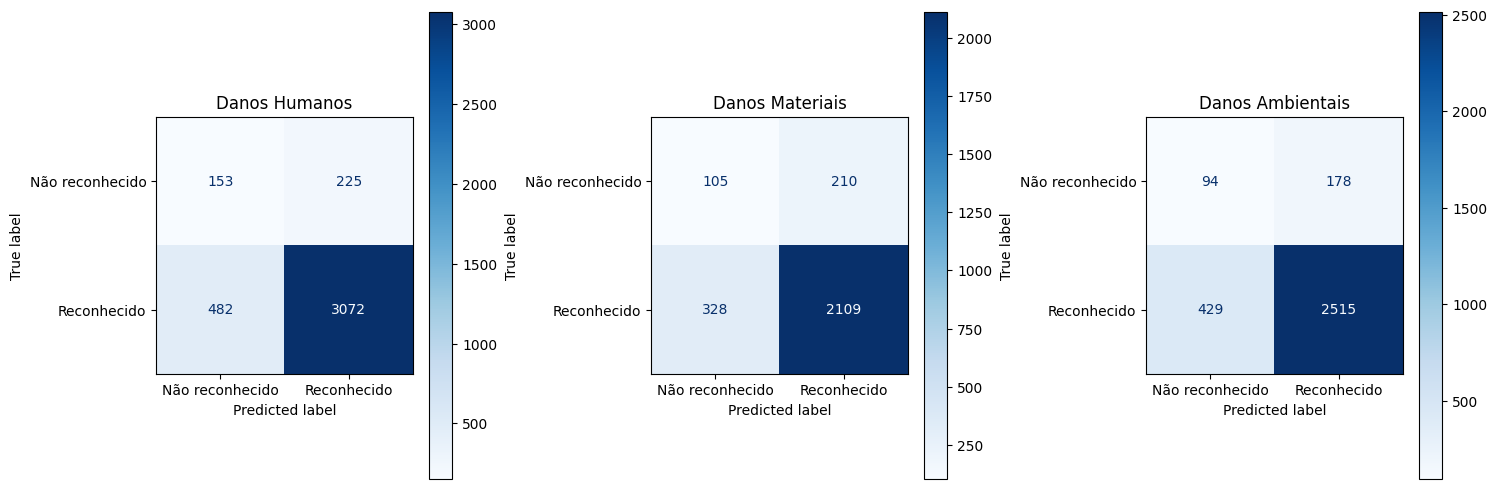 Danos Humanos
True label
Não reconhecido
Reconhecido
153
225
482
3072
Não reconhecido
Reconhecido
Predicted label
3000
2500
2000
1500
1000
500
Danos Materiais
True label
Não reconhecido
Reconhecido
105
210
328
2109
Não reconhecido
Reconhecido
Predicted label
2000
1750
1500
1250
1000
750
500
250
Danos Ambientais
True label
Não reconhecido
Reconhecido
94
178
429
2515
Não reconhecido
Reconhecido
Predicted label
2500
2000
1500
1000
500